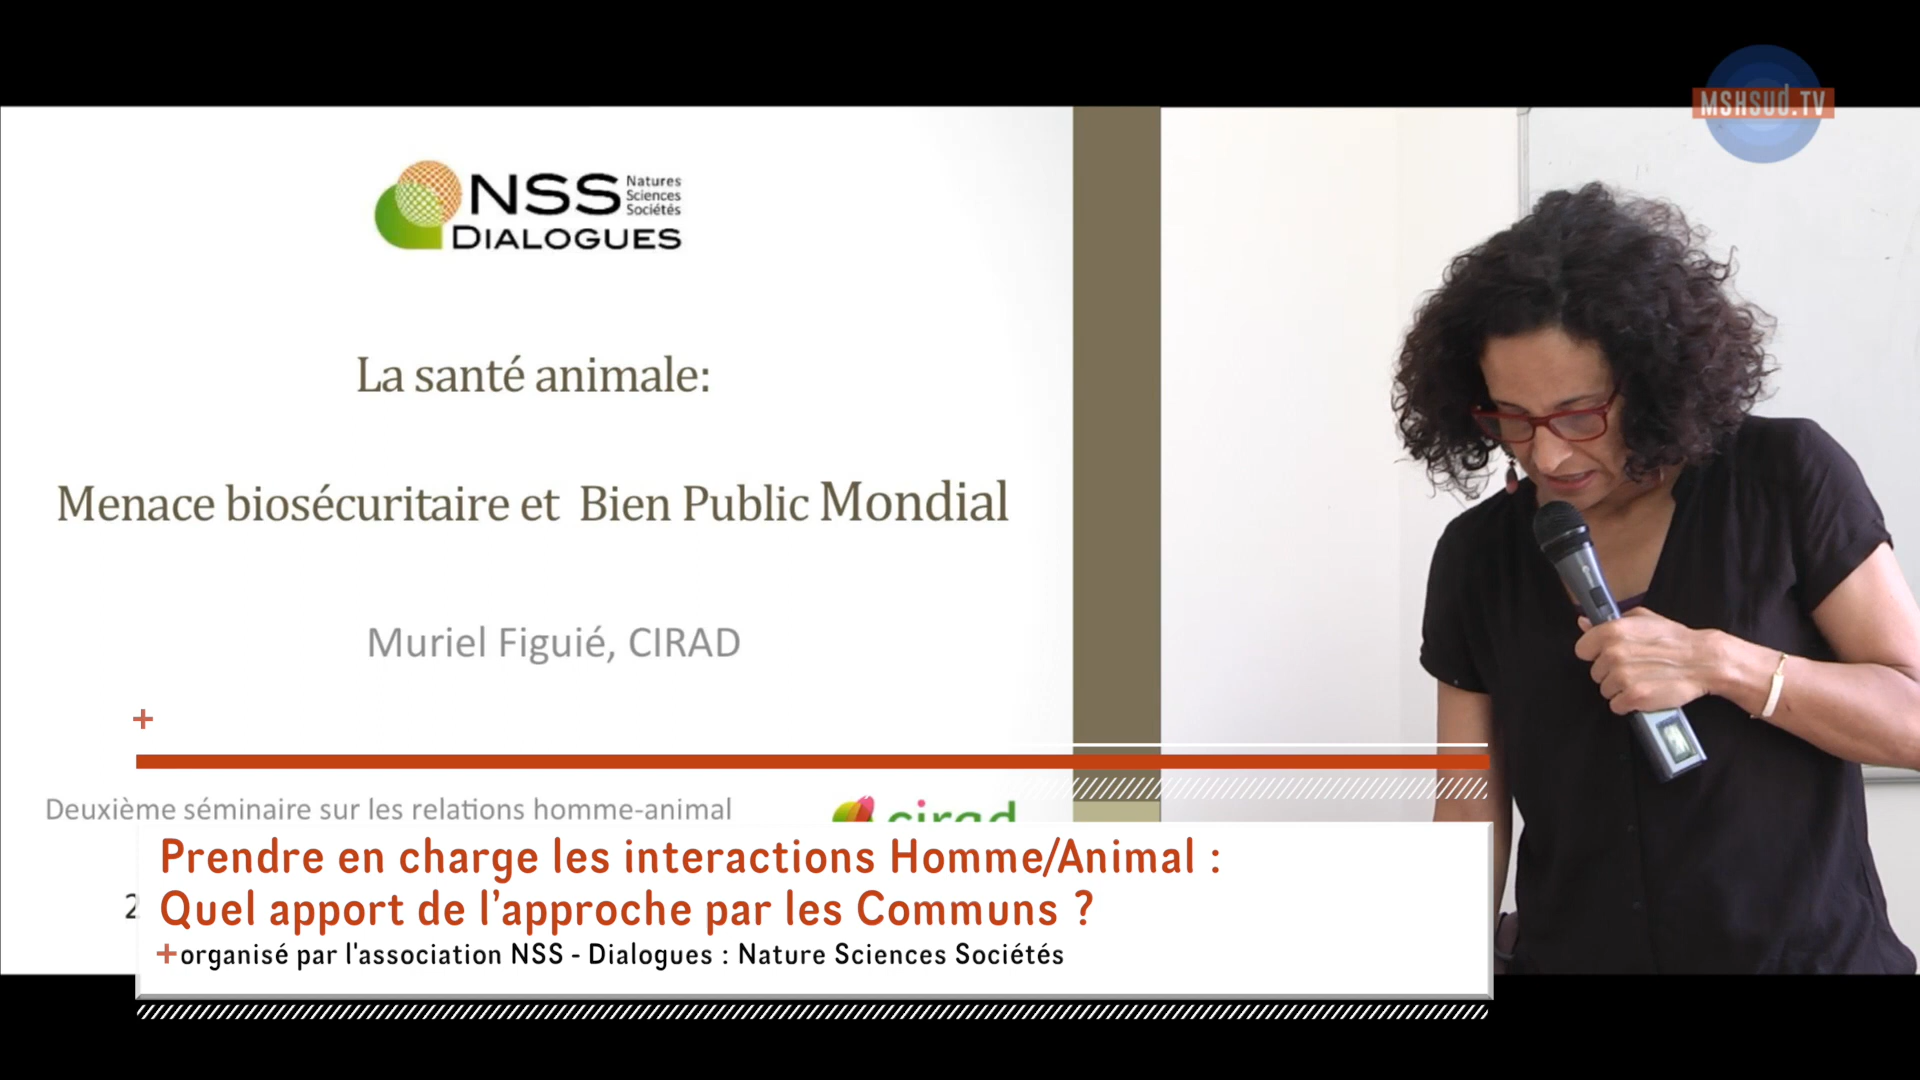 MSHSUD.TV
NSS Natures
Sciences
Sociétés
DIALOGUES
La santé animale:
Menace biosécuritaire et Bien Public Mondial
Muriel Figuié, CIRAD
Deuxième séminaire sur les relations homme-animal
cirad
2
Prendre en charge les interactions Homme/Animal :
Quel apport de l'approche par les Communs ?
+organisé par l'association NSS - Dialogues : Nature Sciences Sociétés